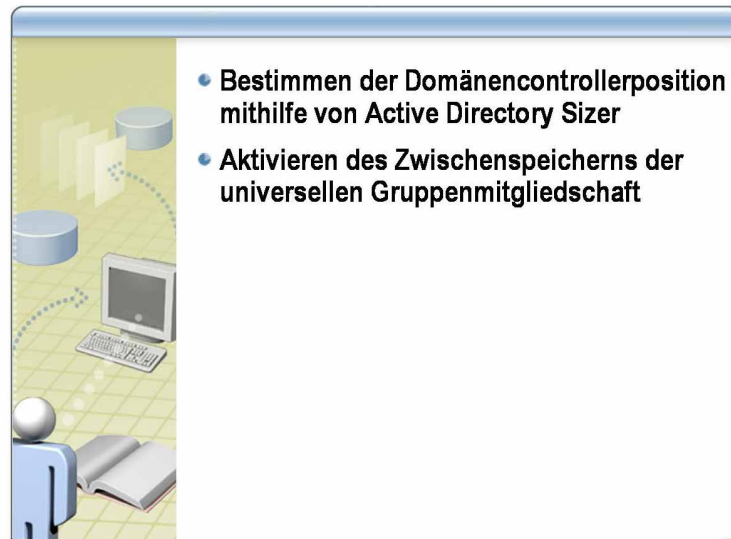 Bestimmen der Domänencontrollerposition
mithilfe von Active Directory Sizer
Aktivieren des Zwischenspeicherns der
universellen Gruppenmitgliedschaft